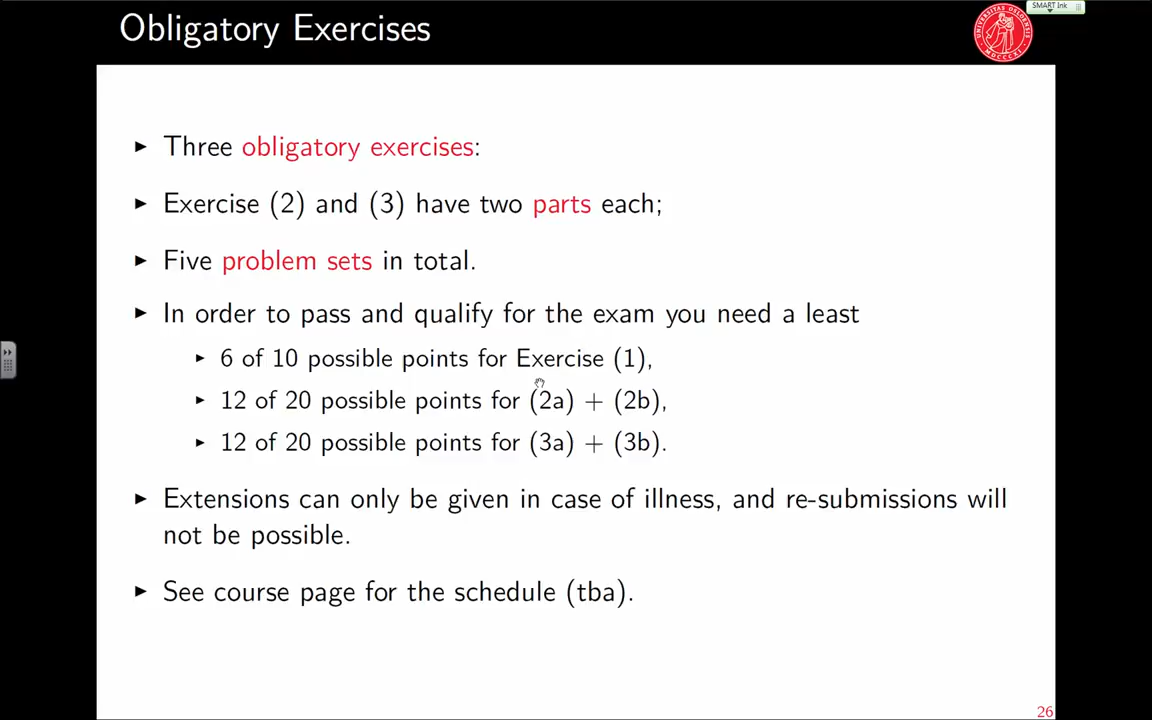 SMART Ink
Obligatory Exercises
Three obligatory exercises:
Exercise (2) and (3) have two parts each;
Five problem sets in total.
In order to pass and qualify for the exam you need a least
6 of 10 possible points for Exercise (1),
12 of 20 possible points for (2a) + (2b),
12 of 20 possible points for (3a) + (3b).
Extensions can only be given in case of illness, and re-submissions will
not be possible.
See course page for the schedule (tba).
26